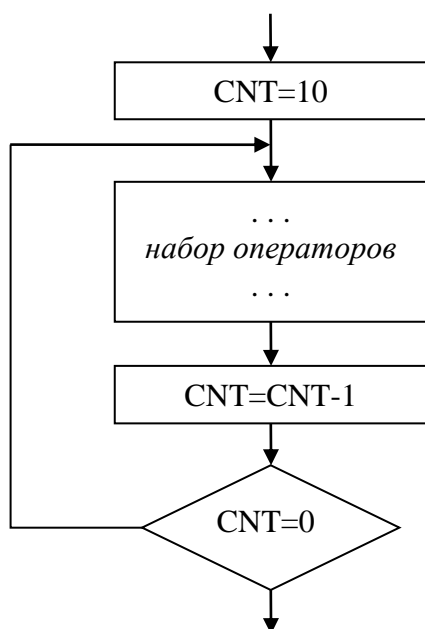 CNT=10
. . .
набор операторов
. . .
CNT=CNT-1
CNT=0